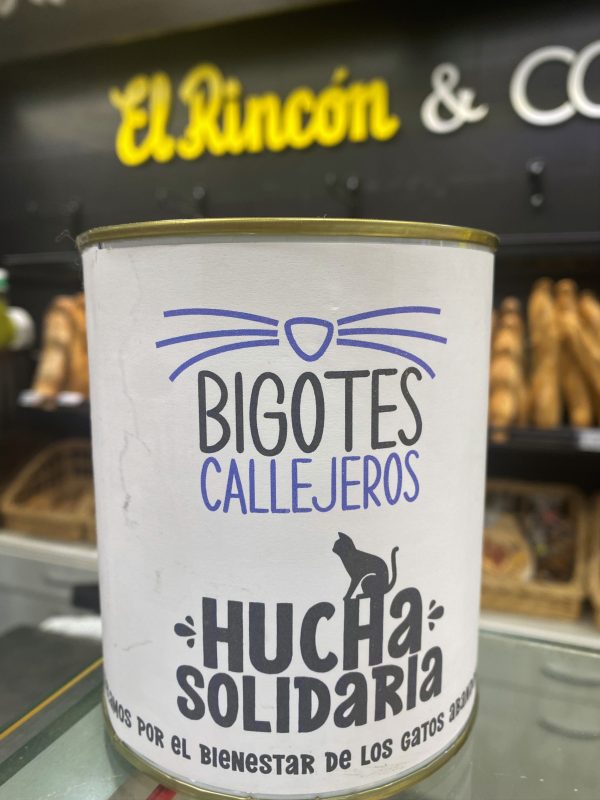 El Rincón & CO
BIGOTES
CALLEJEROS
HUCHA
SOLIDARIA
POR EL BIENESTAR DE LOS GATOS